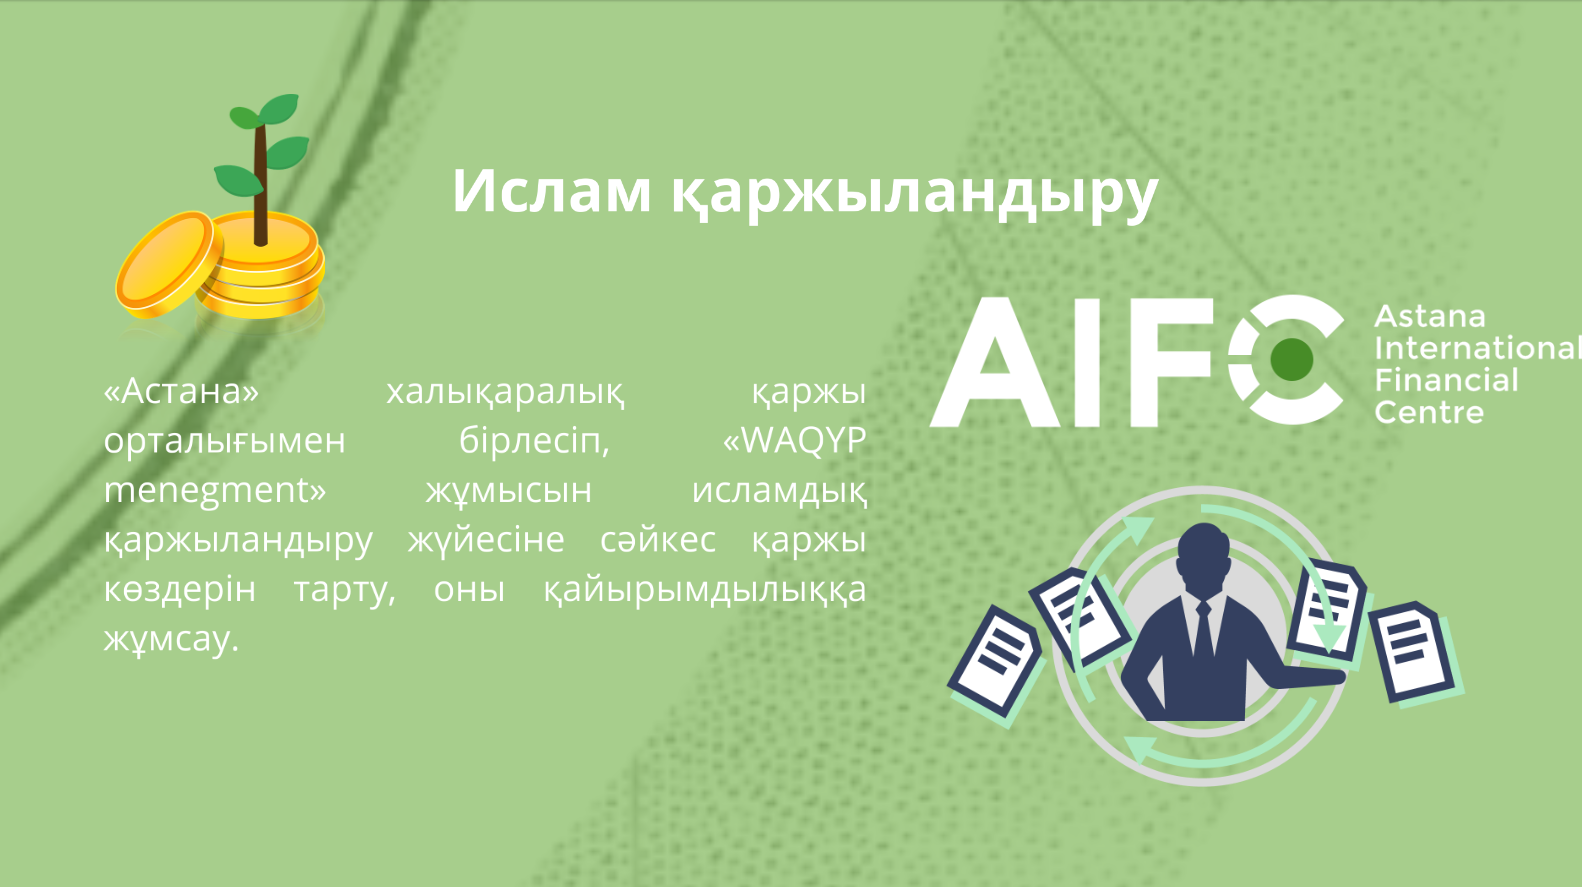 Ислам қаржыландыру
«Астана» халықаралық қаржы
орталығымен бірлесіп, «WAQYP
menegment» жұмысын исламдық
қаржыландыру жүйесіне сәйкес қаржы
көздерін тарту, оны қайырымдылыққа
жұмсау.
AIFC
Astana
International
Financial
Centre